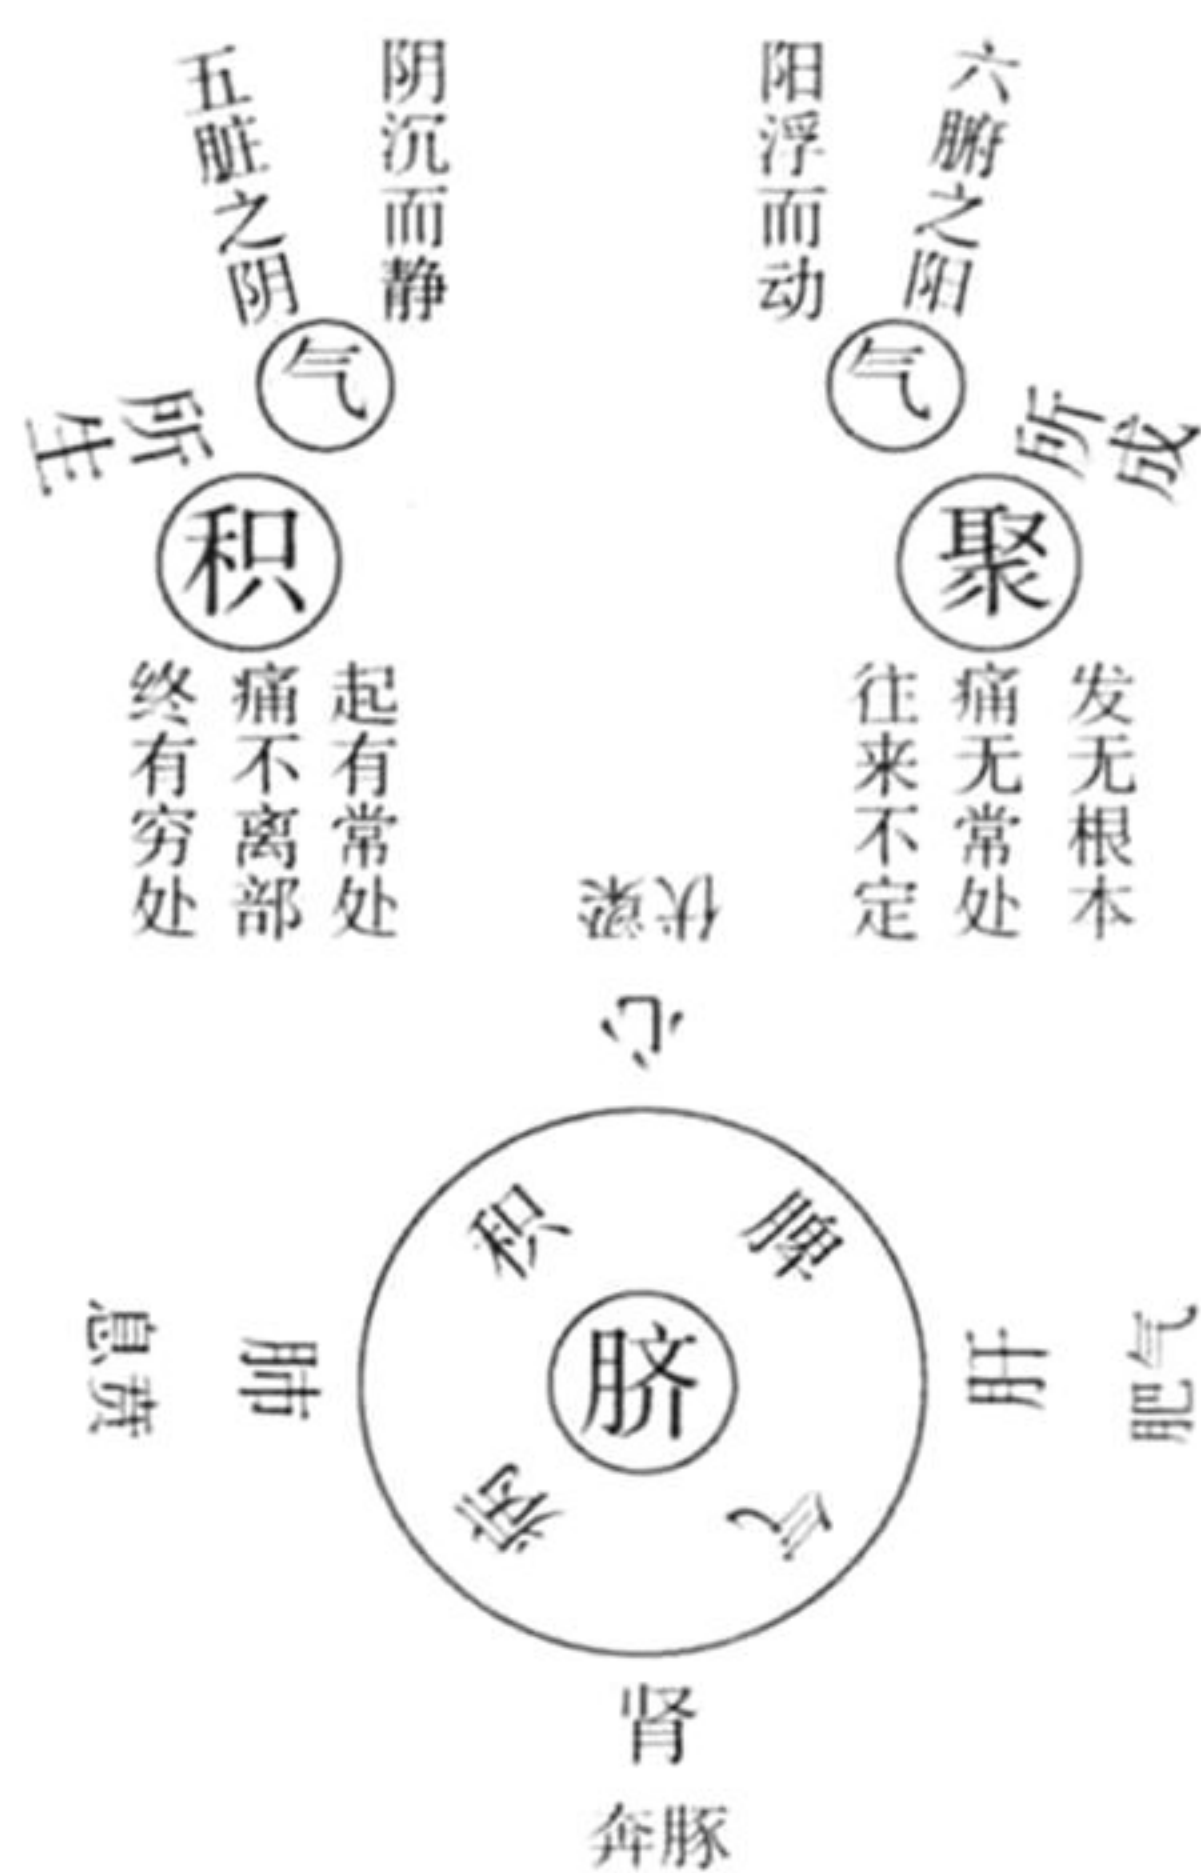 阴沉而静
五脏之阴
气
所生
积
起有常处
痛不离部
终有穷处
六腑之阳
阳浮而动
气
所成
聚
发无根本
痛无常处
往来不定
伏梁
心
脾
积
脐
病
气
肺
息贲
肝
肥气
肾
奔豚